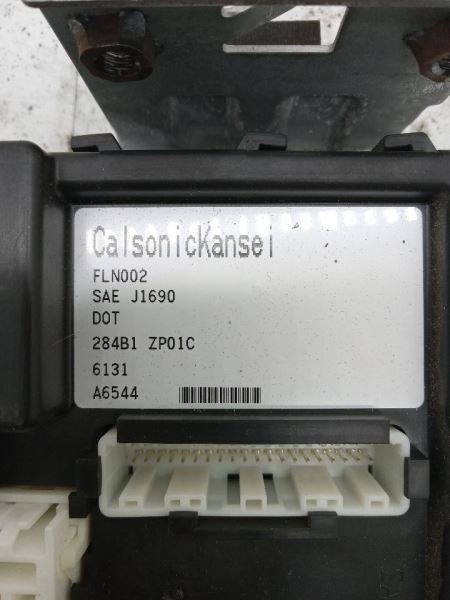 CalsonicKansei
FLN002
SAE J1690
DOT
284B1 ZP01C
6131
A6544